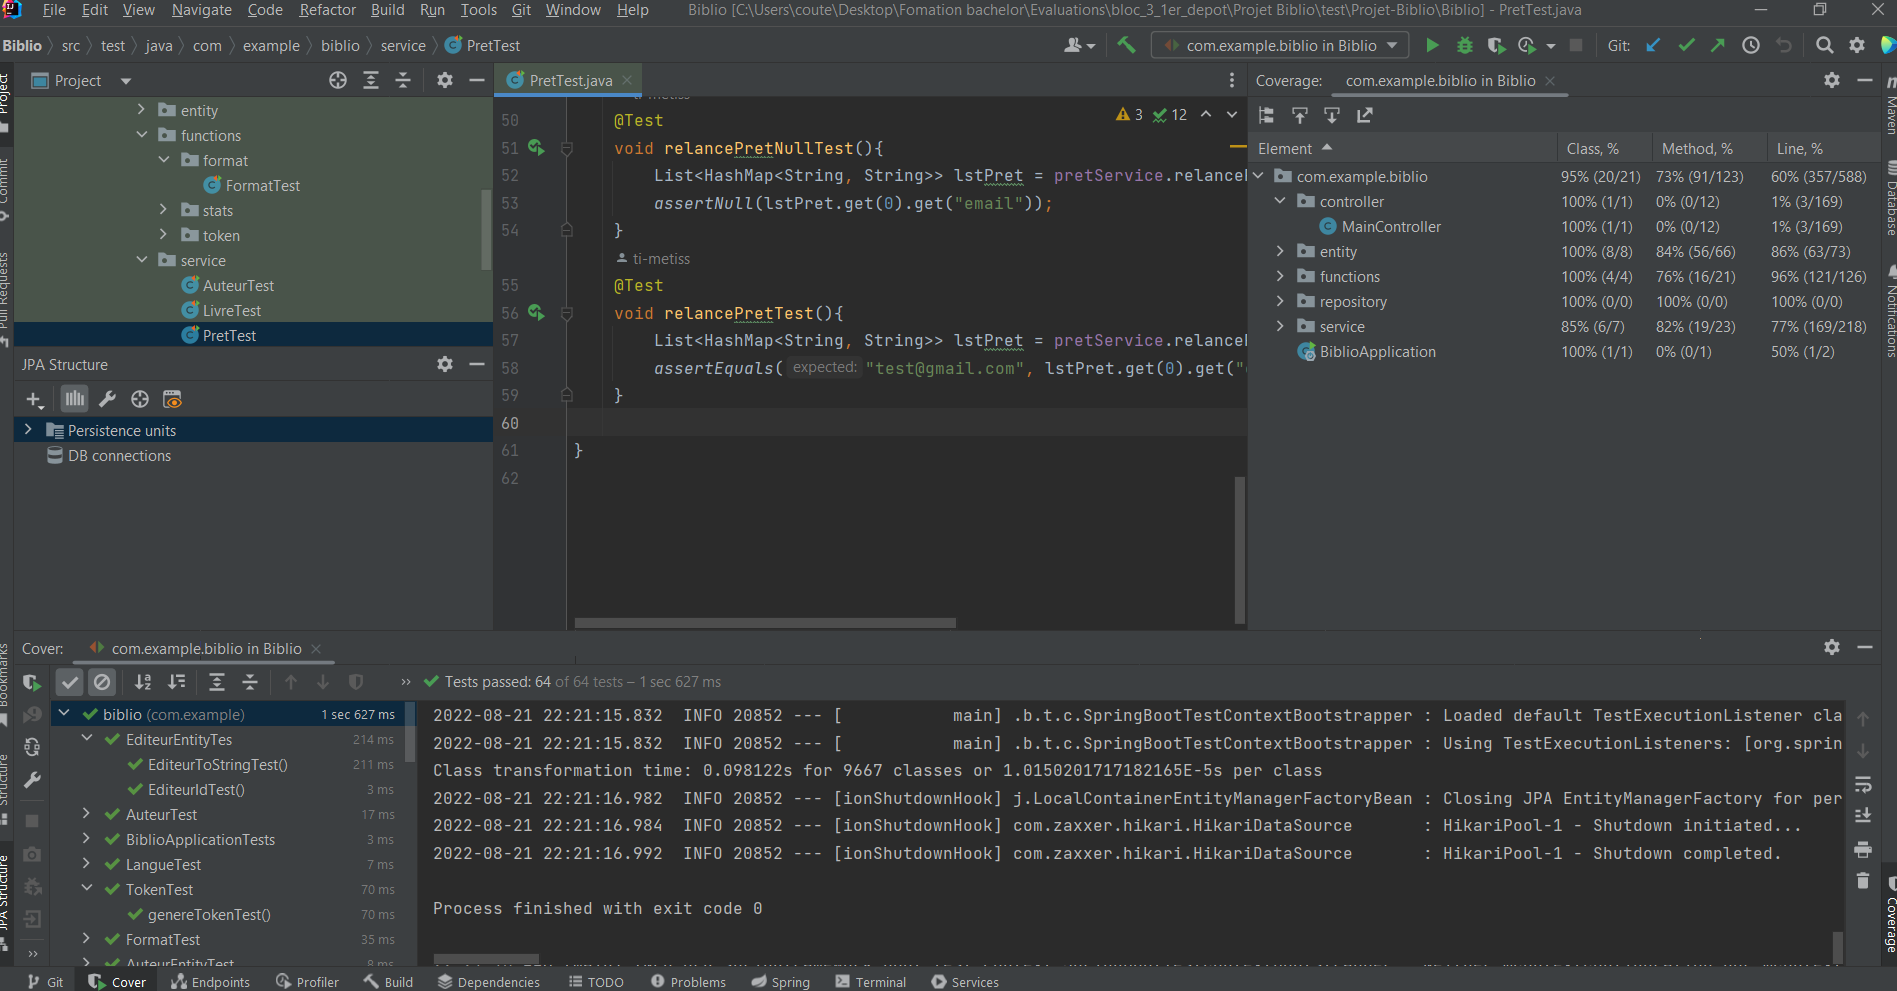 File Edit View Navigate Code Refactor Build Run Tools Git Window Help Biblio [C:\Users\coute\Desktop\Fomation bachelor\Evaluations\bloc_3_1er_depot\Projet Biblio\test\Projet-Biblio\Biblio] - PretTest.java
Biblio src test java com example biblio service PretTest com.example.biblio in Biblio Git:
Project
PretTest.java
Coverage: com.example.biblio in Biblio
entity
functions
format
FormatTest
stats
token
service
AuteurTest
LivreTest
PretTest
JPA Structure
Persistence units
DB connections
3 12
ti-metiss
50 @Test
51 void relancePretNullTest(){
52 List<HashMap<String, String>> lstPret = pretService.relance
53 assertNull(lstPret.get(0).get("email"));
54 }
ti-metiss
55 @Test
56 void relancePretTest(){
57 List<HashMap<String, String>> lstPret = pretService.relance
58 assertEquals( expected: "test@gmail.com", lstPret.get(0).get("
59 }
60
61 }
62
Element Class, % Method, % Line, %
com.example.biblio 95% (20/21) 73% (91/123) 60% (357/588)
controller 100% (1/1) 0% (0/12) 1% (3/169)
MainController 100% (1/1) 0% (0/12) 1% (3/169)
entity 100% (8/8) 84% (56/66) 86% (63/73)
functions 100% (4/4) 76% (16/21) 96% (121/126)
repository 100% (0/0) 100% (0/0) 100% (0/0)
service 85% (6/7) 82% (19/23) 77% (169/218)
BiblioApplication 100% (1/1) 0% (0/1) 50% (1/2)
Project
Commit
Pull Requests
Bookmarks
Structure
JPA Structure
Maven
Database
Notifications
Coverage
Cover: com.example.biblio in Biblio
Tests passed: 64 of 64 tests – 1 sec 627 ms
biblio (com.example) 1 sec 627 ms
EditeurEntityTes 214 ms
EditeurToStringTest() 211 ms
EditeurIdTest() 3 ms
AuteurTest 17 ms
BiblioApplicationTests 3 ms
LangueTest 7 ms
TokenTest 70 ms
genereTokenTest() 70 ms
FormatTest 35 ms
AuteurEntityTest 8 ms
2022-08-21 22:21:15.832 INFO 20852 --- [ main] .b.t.c.SpringBootTestContextBootstrapper : Loaded default TestExecutionListener cla
2022-08-21 22:21:15.832 INFO 20852 --- [ main] .b.t.c.SpringBootTestContextBootstrapper : Using TestExecutionListeners: [org.sprin
Class transformation time: 0.098122s for 9667 classes or 1.0150201717182165E-5s per class
2022-08-21 22:21:16.982 INFO 20852 --- [ionShutdownHook] j.LocalContainerEntityManagerFactoryBean : Closing JPA EntityManagerFactory for per
2022-08-21 22:21:16.984 INFO 20852 --- [ionShutdownHook] com.zaxxer.hikari.HikariDataSource : HikariPool-1 - Shutdown initiated...
2022-08-21 22:21:16.992 INFO 20852 --- [ionShutdownHook] com.zaxxer.hikari.HikariDataSource : HikariPool-1 - Shutdown completed.
Process finished with exit code 0
Git Cover Endpoints Profiler Build Dependencies TODO Problems Spring Terminal Services